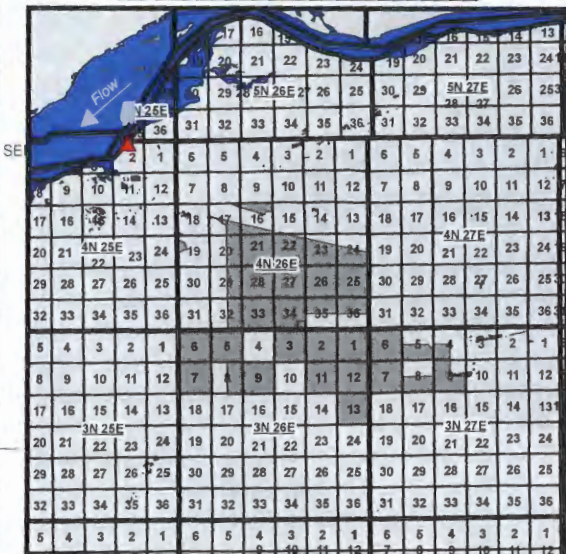 17 16 15 16 15 14 13
20 21 22 23 24 19 20 21 22 23 24
Flow
29 28 5N 26E 27 26 25 30 29 5N 27E 26 25
28 27
N 25E
36 31 32 33 34 35 36 31 32 33 34 35 36
SE
2 1 6 5 4 3 2 1 6 5 4 3 2 1
9 10 11 12 7 8 9 10 11 12 7 8 9 10 11 12
17 16 14 13 18 17 16 15 14 13 18 17 16 15 14 13
4N 25E 4N 27E
20 21 22 23 24 19 20 21 22 23 24 19 20 21 22 23 24
4N 26E
29 28 27 26 25 30 28 27 26 25 30 29 28 27 26 25
32 33 34 35 36 31 32 33 34 35 36 31 32 33 34 35 36
5 4 3 2 1 6 5 4 3 2 1 6 5 4 3 2 1
8 9 10 11 12 7 8 9 10 11 12 7 8 10 11 12
17 16 15 14 13 18 17 16 15 14 13 18 17 16 15 14 13
3N 25E 3N 26E 3N 27E
20 21 22 23 24 19 20 21 22 23 24 19 20 21 22 23 24
29 28 27 26 25 30 29 28 27 26 25 30 29 28 27 26 25
32 33 34 35 36 31 32 33 34 35 36 31 32 33 34 35 36
5 4 3 2 1 6 5 4 3 2 1 6 5 4 3 2 1